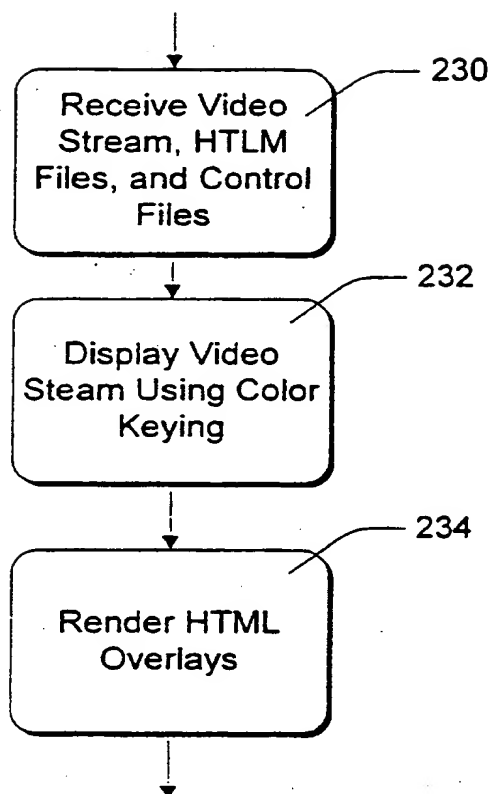 230
Receive Video
Stream, HTLM
Files, and Control
Files
232
Display Video
Steam Using Color
Keying
234
Render HTML
Overlays